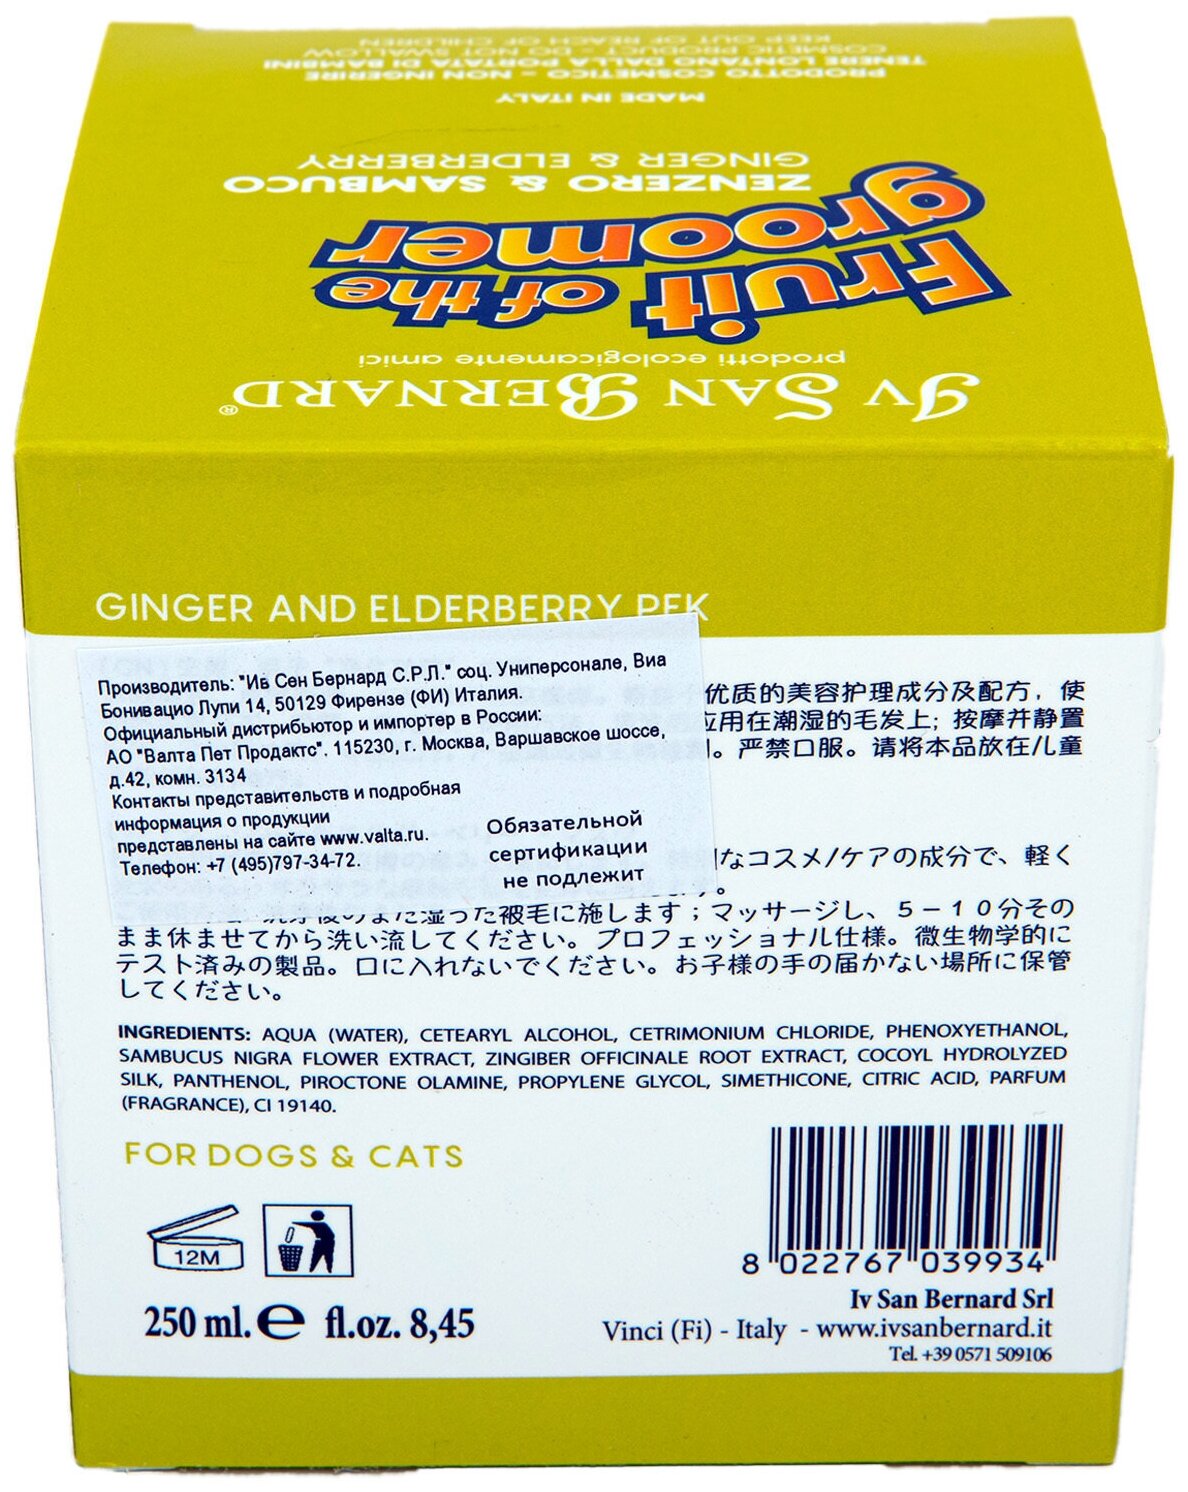 PRODOTTO COSMETICO - NON INGERIRE
TENERE LONTANO DALLA PORTATA DI BAMBINI
COSMETIC PRODUCT - DO NOT SWALLOW
KEEP OUT OF REACH OF CHILDREN
MADE IN ITALY
GINGER & ELDERBERRY
ZENZERO & SAMBUCO
Fruit of the
groomer
prodotti ecologicamente amici
IV SAN BERNARD®
GINGER AND ELDERBERRY PEK
Производитель: "Ив Сен Бернард С.Р.Л." соц. Униперсонале, Виа
Бонивацио Лупи 14, 50129 Фирензе (ФИ) Италия.
Официальный дистрибьютор и импортер в России:
АО "Валта Пет Продактс". 115230, г. Москва, Варшавское шоссе,
д.42, комн. 3134
Контакты представительств и подробная
информация о продукции
представлены на сайте www.valta.ru.
Телефон: +7 (495)797-34-72.
Обязательной
сертификации
не подлежит
优质的美容护理成分及配方，使
应用在潮湿的毛发上；按摩并静置
。严禁口服。请将本品放在儿童
なコスメ/ケアの成分で、軽く
湿った被毛に施します；マッサージし、５－１０分その
まま休ませてから洗い流してください。プロフェッショナル仕様。微生物学的に
テスト済みの製品。口に入れないでください。お子様の手の届かない場所に保管
してください。
INGREDIENTS: AQUA (WATER), CETEARYL ALCOHOL, CETRIMONIUM CHLORIDE, PHENOXYETHANOL,
SAMBUCUS NIGRA FLOWER EXTRACT, ZINGIBER OFFICINALE ROOT EXTRACT, COCOYL HYDROLYZED
SILK, PANTHENOL, PIROCTONE OLAMINE, PROPYLENE GLYCOL, SIMETHICONE, CITRIC ACID, PARFUM
(FRAGRANCE), CI 19140.
FOR DOGS & CATS
12M
250 ml. e fl.oz. 8,45
8 022767 039934
Iv San Bernard Srl
Vinci (Fi) - Italy - www.ivsanbernard.it
Tel. +39 0571 509106